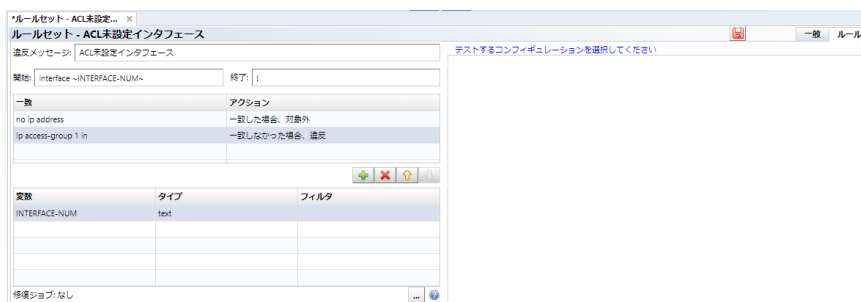 *ルールセット - ACL未設定...
ルールセット - ACL未設定インタフェース
一般 ルール
違反メッセージ: ACL未設定インタフェース
テストするコンフィギュレーションを選択してください
開始: interface ~INTERFACE-NUM~ 終了: !
一致 アクション
no ip address 一致した場合、対象外
ip access-group 1 in 一致しなかった場合、違反
変数 タイプ フィルタ
INTERFACE-NUM text
修復ジョブ: なし ...